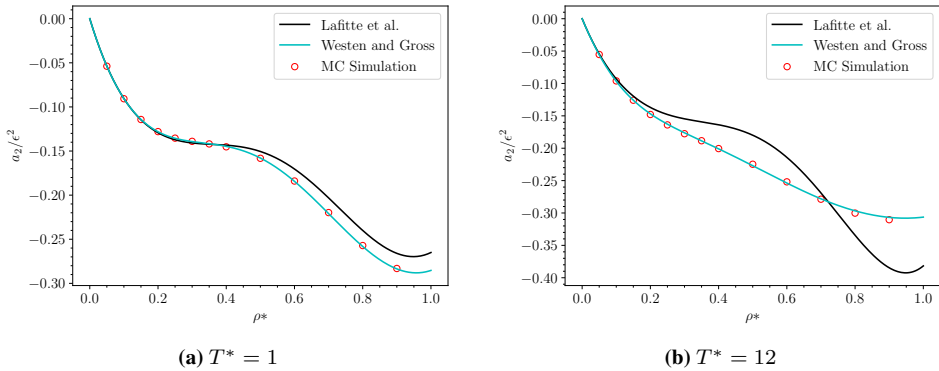 0.00
−0.05
−0.10
−0.15
−0.20
−0.25
−0.30
a₂/ϵ²
0.0 0.2 0.4 0.6 0.8 1.0
ρ*
Lafitte et al.
Westen and Gross
MC Simulation
(a) T* = 1
0.00
−0.05
−0.10
−0.15
−0.20
−0.25
−0.30
−0.35
−0.40
a₂/ϵ²
0.0 0.2 0.4 0.6 0.8 1.0
ρ*
Lafitte et al.
Westen and Gross
MC Simulation
(b) T* = 12